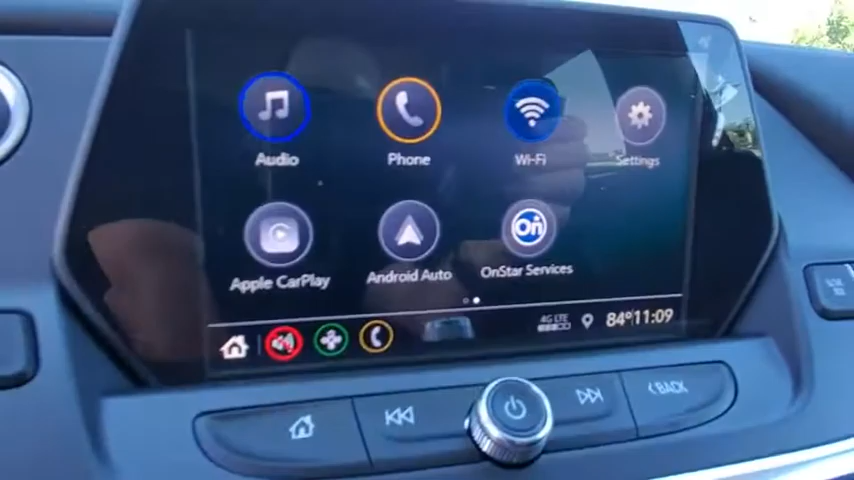 Audio Phone Wi-Fi Settings
On
Apple CarPlay Android Auto OnStar Services
4G LTE 84° 11:09
BACK